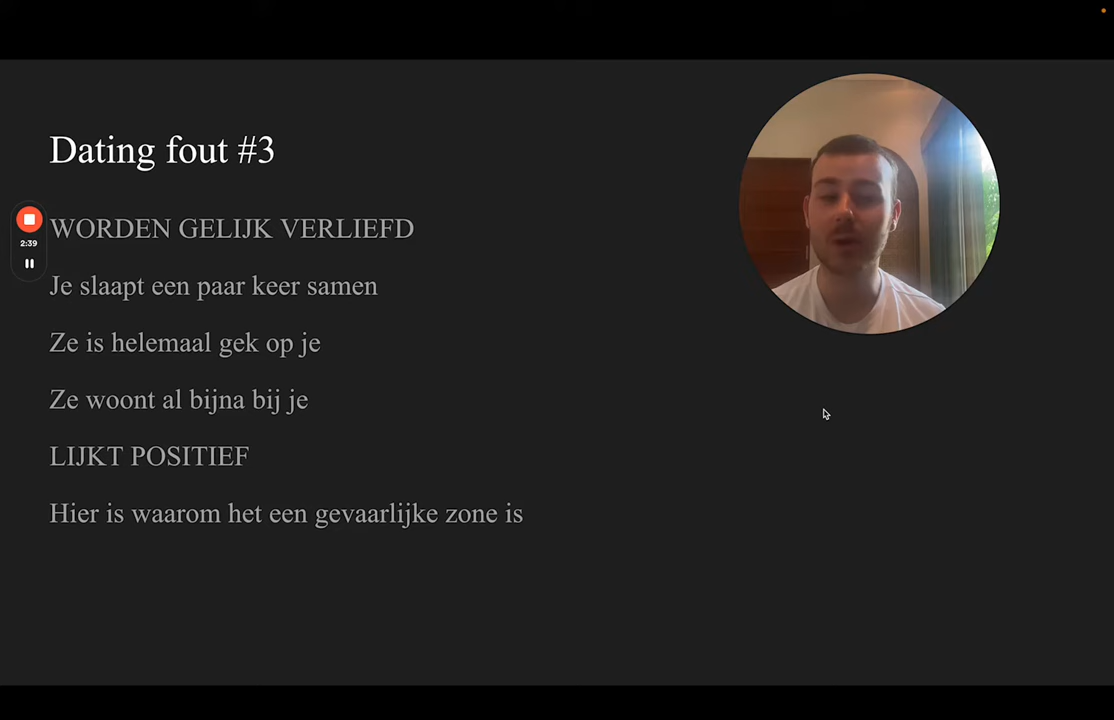 Dating fout #3
WORDEN GELIJK VERLIEFD
2:39
Je slaapt een paar keer samen
Ze is helemaal gek op je
Ze woont al bijna bij je
LIJKT POSITIEF
Hier is waarom het een gevaarlijke zone is